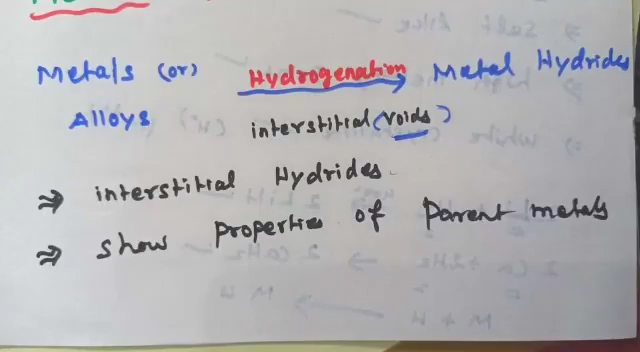 Metals (or) Hydrogenation Metal Hydrides
Alloys interstitial (voids)
⇒ interstitial Hydrides
⇒ show Properties of Parent metals